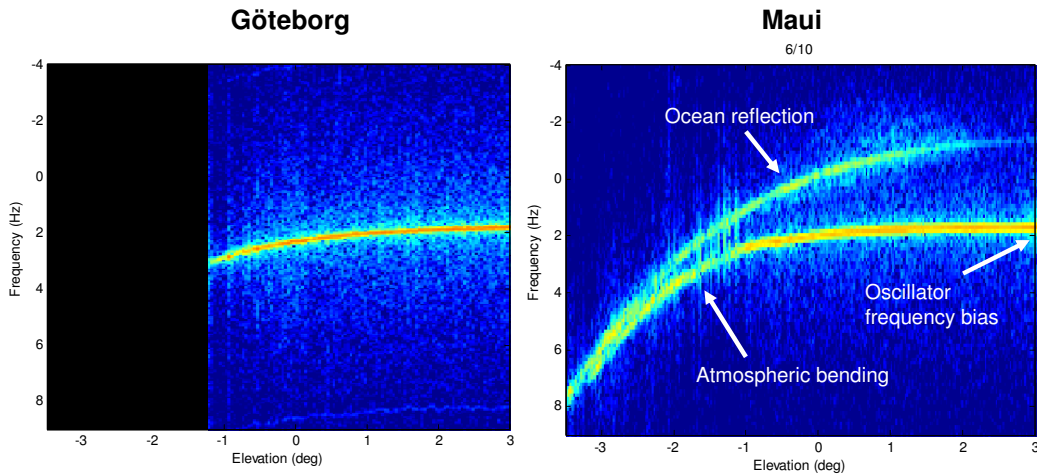 Göteborg
-4
-2
0
2
4
6
8
Frequency (Hz)
-3
-2
-1
0
1
2
3
Elevation (deg)
Maui
6/10
-4
-2
0
2
4
6
8
Frequency (Hz)
Ocean reflection
Oscillator
frequency bias
Atmospheric bending
-3
-2
-1
0
1
2
3
Elevation (deg)